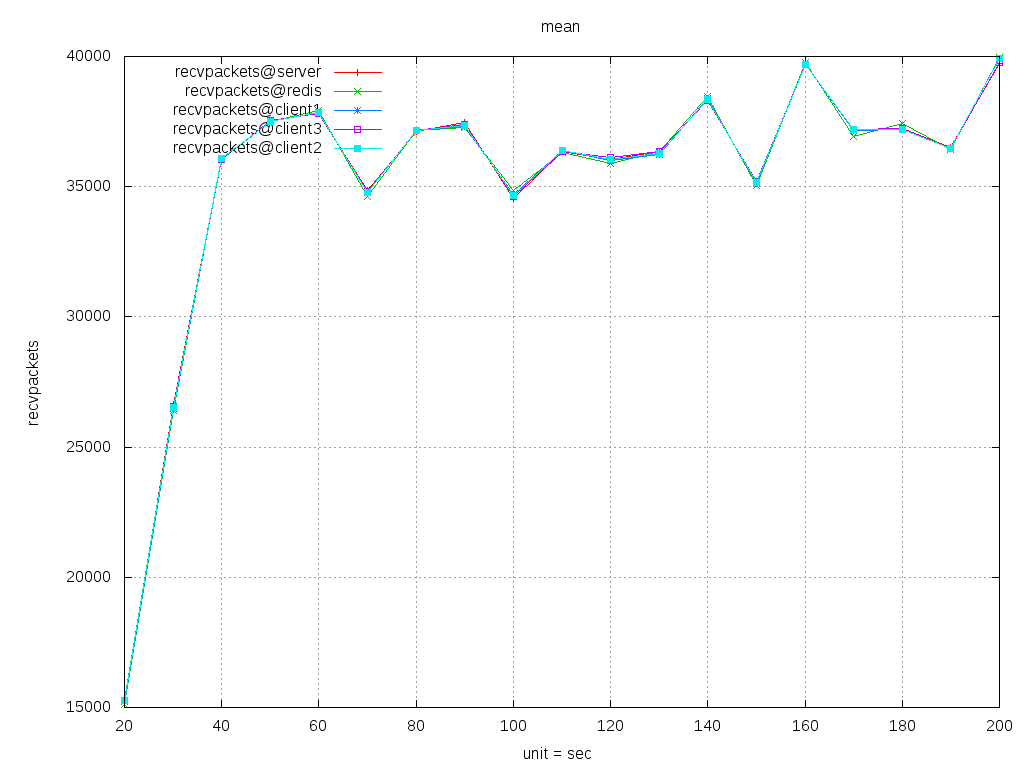 mean
40000
35000
30000
25000
20000
15000
recvpackets
recvpackets@server
recvpackets@redis
recvpackets@client1
recvpackets@client3
recvpackets@client2
20 40 60 80 100 120 140 160 180 200
unit = sec